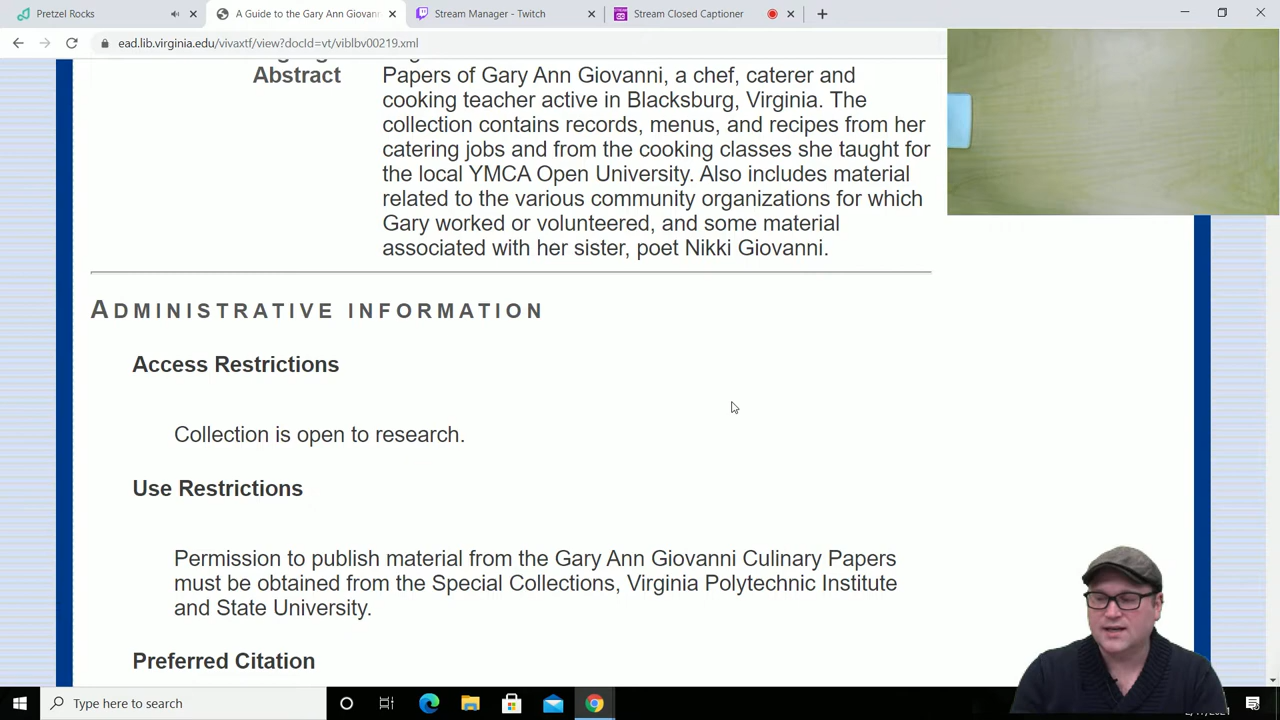 Pretzel Rocks
A Guide to the Gary Ann Giovan
Stream Manager - Twitch
Stream Closed Captioner
ead.lib.virginia.edu/vivaxtf/view?docId=vt/viblbv00219.xml
Abstract
Papers of Gary Ann Giovanni, a chef, caterer and
cooking teacher active in Blacksburg, Virginia. The
collection contains records, menus, and recipes from her
catering jobs and from the cooking classes she taught for
the local YMCA Open University. Also includes material
related to the various community organizations for which
Gary worked or volunteered, and some material
associated with her sister, poet Nikki Giovanni.
ADMINISTRATIVE INFORMATION
Access Restrictions
Collection is open to research.
Use Restrictions
Permission to publish material from the Gary Ann Giovanni Culinary Papers
must be obtained from the Special Collections, Virginia Polytechnic Institute
and State University.
Preferred Citation
Type here to search